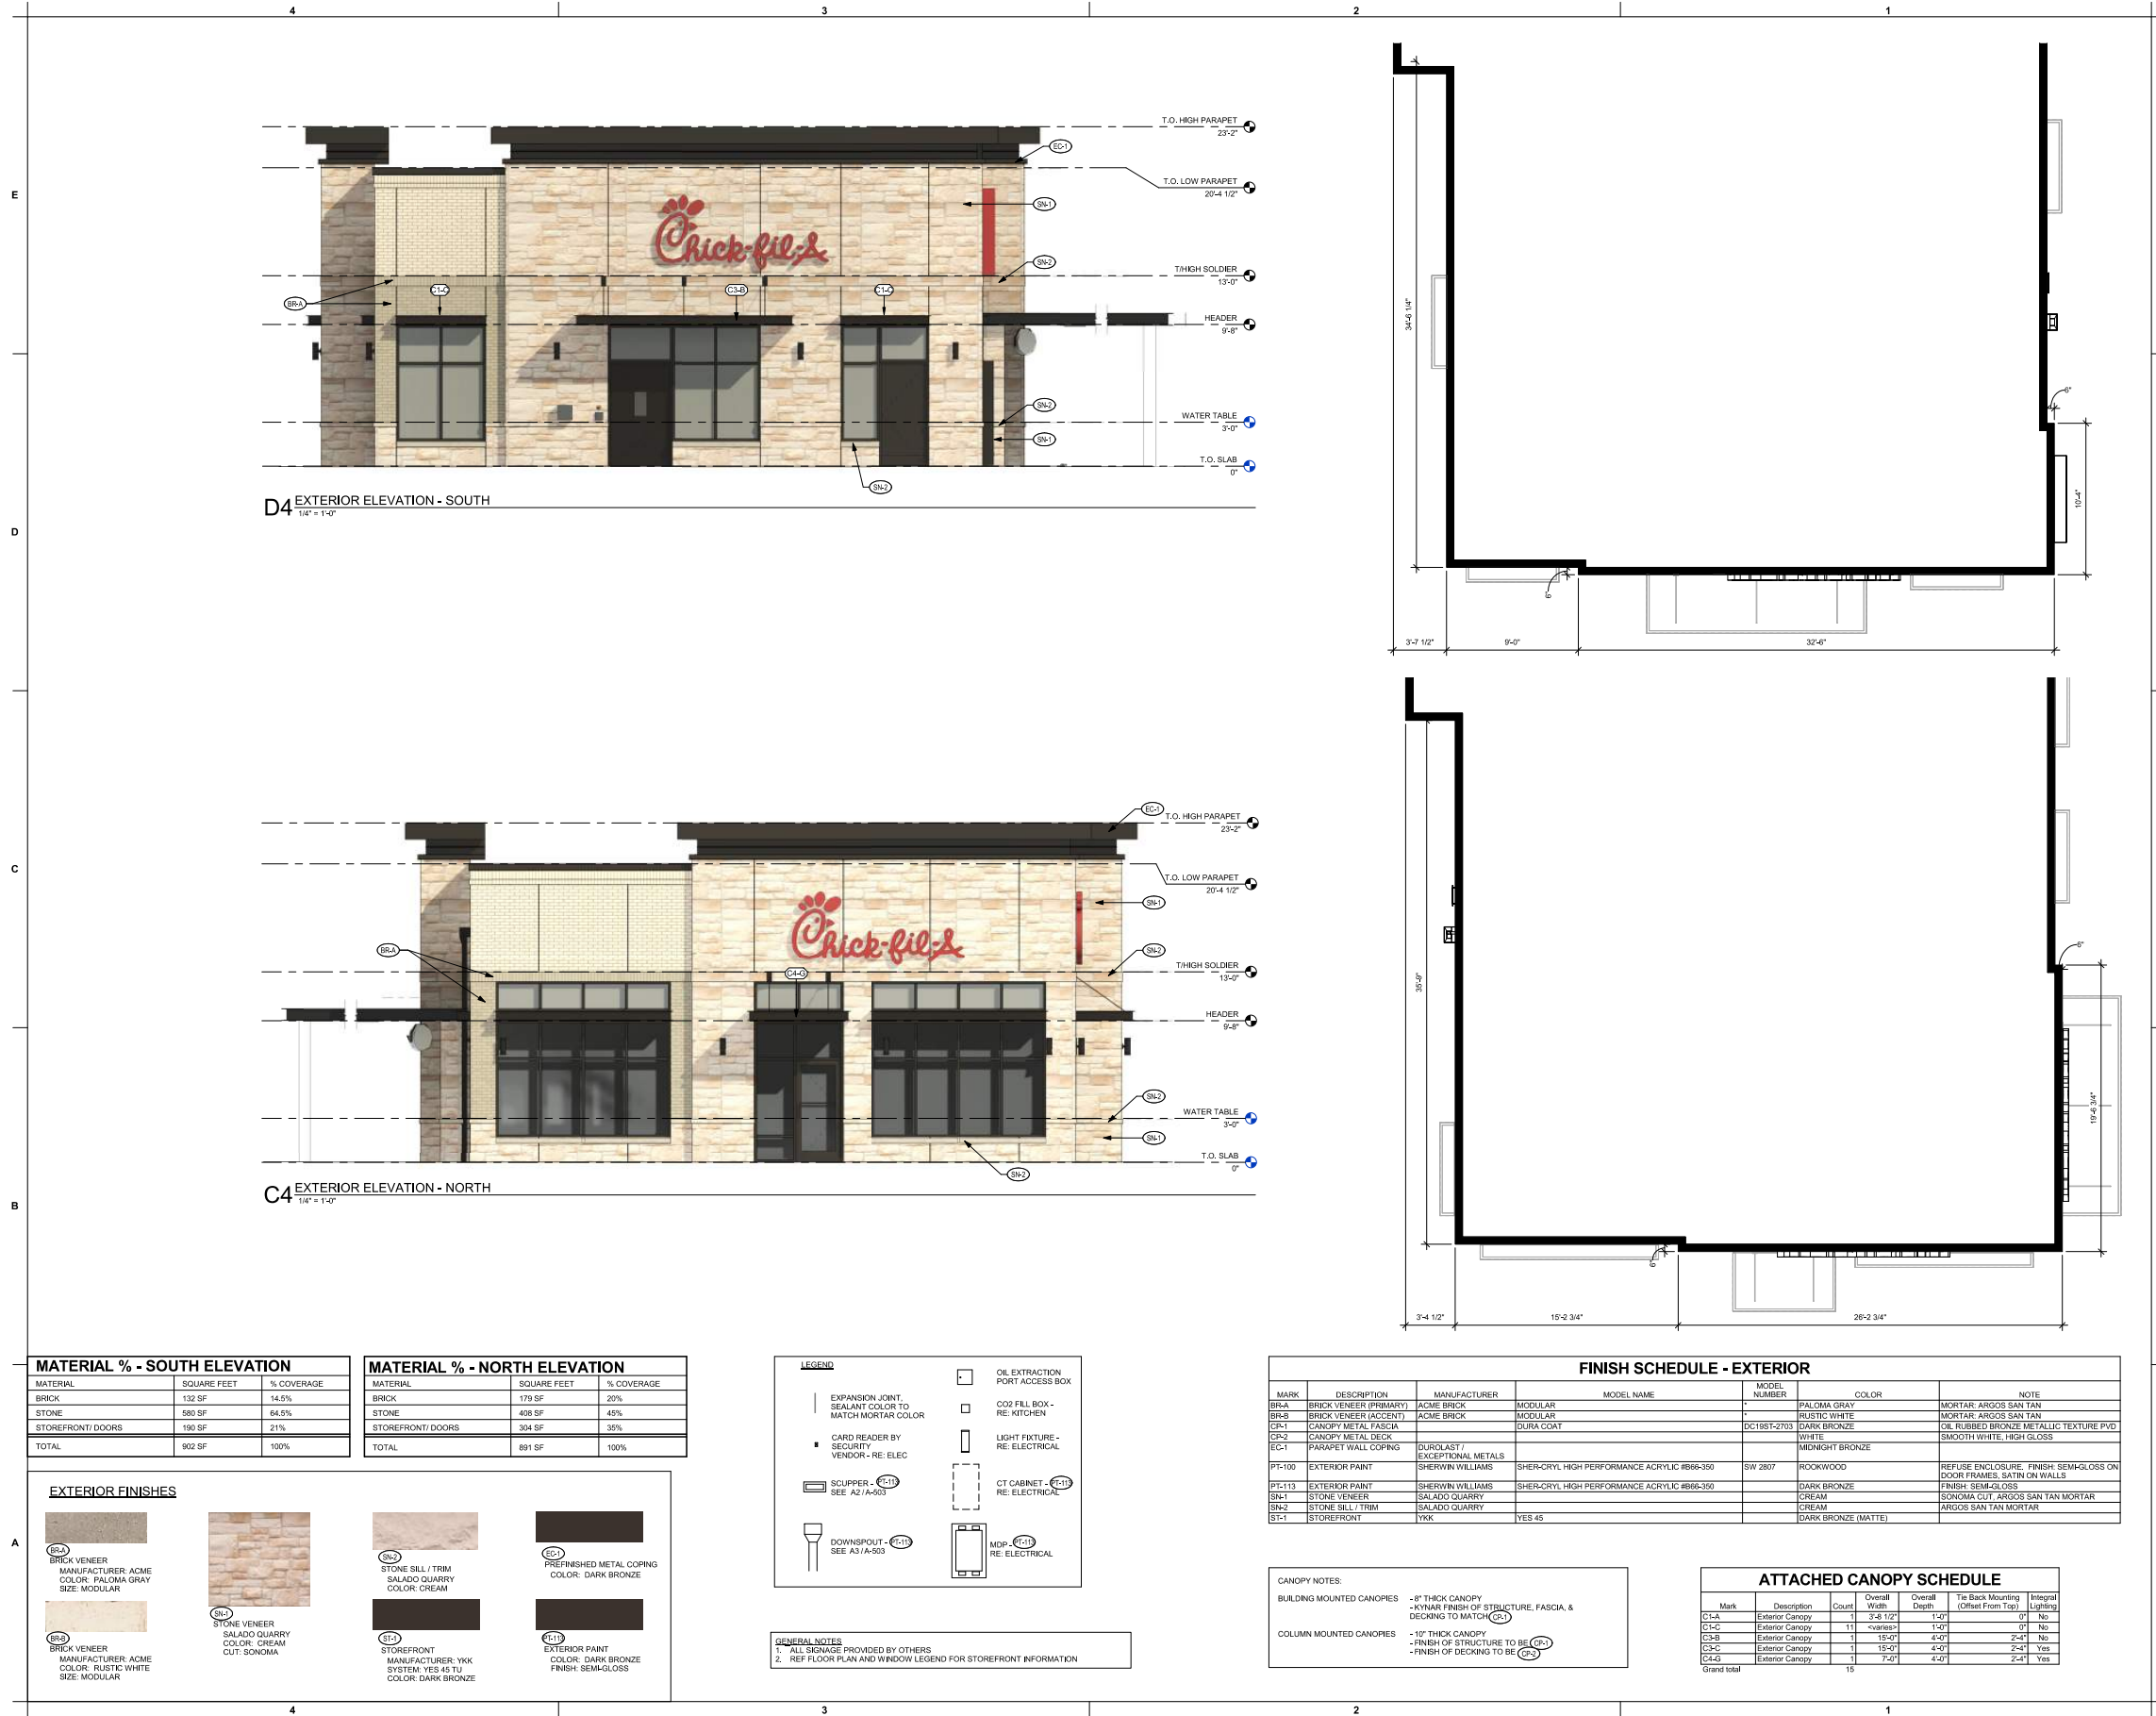 4 3 2 1
E
D
C
B
A
T.O. HIGH PARAPET
23'-2"
EC-1
T.O. LOW PARAPET
20'-4 1/2"
SN-1
Chick-fil-A
SN-2
T/HIGH SOLDIER
13'-0"
BR-A
C1-C
C3-B
C1-C
HEADER
9'-8"
SN-2
WATER TABLE
3'-0"
SN-1
T.O. SLAB
0"
SN-2
D4 EXTERIOR ELEVATION - SOUTH
1/4" = 1'-0"
34'-6 1/4"
6"
10'-4"
6"
3'-7 1/2"
9'-0"
32'-6"
EC-1
T.O. HIGH PARAPET
23'-2"
T.O. LOW PARAPET
20'-4 1/2"
SN-1
Chick-fil-A
BR-A
SN-2
T/HIGH SOLDIER
13'-0"
C4-G
HEADER
9'-8"
SN-2
WATER TABLE
3'-0"
SN-1
T.O. SLAB
0"
SN-2
C4 EXTERIOR ELEVATION - NORTH
1/4" = 1'-0"
35'-9"
6"
19'-6 3/4"
6"
3'-4 1/2"
15'-2 3/4"
26'-2 3/4"
MATERIAL % - SOUTH ELEVATION
MATERIAL SQUARE FEET % COVERAGE
BRICK 132 SF 14.5%
STONE 580 SF 64.5%
STOREFRONT/ DOORS 190 SF 21%
TOTAL 902 SF 100%
MATERIAL % - NORTH ELEVATION
MATERIAL SQUARE FEET % COVERAGE
BRICK 179 SF 20%
STONE 408 SF 45%
STOREFRONT/ DOORS 304 SF 35%
TOTAL 891 SF 100%
EXTERIOR FINISHES
BR-A
BRICK VENEER
MANUFACTURER: ACME
COLOR: PALOMA GRAY
SIZE: MODULAR
BR-B
BRICK VENEER
MANUFACTURER: ACME
COLOR: RUSTIC WHITE
SIZE: MODULAR
SN-1
STONE VENEER
SALADO QUARRY
COLOR: CREAM
CUT: SONOMA
SN-2
STONE SILL / TRIM
SALADO QUARRY
COLOR: CREAM
ST-1
STOREFRONT
MANUFACTURER: YKK
SYSTEM: YES 45 TU
COLOR: DARK BRONZE
EC-1
PREFINISHED METAL COPING
COLOR: DARK BRONZE
PT-113
EXTERIOR PAINT
COLOR: DARK BRONZE
FINISH: SEMI-GLOSS
LEGEND
EXPANSION JOINT,
SEALANT COLOR TO
MATCH MORTAR COLOR
CARD READER BY
SECURITY
VENDOR - RE: ELEC
SCUPPER - PT-113
SEE A2 / A-503
DOWNSPOUT - PT-113
SEE A3 / A-503
OIL EXTRACTION
PORT ACCESS BOX
CO2 FILL BOX -
RE: KITCHEN
LIGHT FIXTURE -
RE: ELECTRICAL
CT CABINET - PT-113
RE: ELECTRICAL
MDP - PT-113
RE: ELECTRICAL
GENERAL NOTES
1. ALL SIGNAGE PROVIDED BY OTHERS
2. REF FLOOR PLAN AND WINDOW LEGEND FOR STOREFRONT INFORMATION
FINISH SCHEDULE - EXTERIOR
MARK DESCRIPTION MANUFACTURER MODEL NAME MODEL NUMBER COLOR NOTE
BR-A BRICK VENEER (PRIMARY) ACME BRICK MODULAR * PALOMA GRAY MORTAR: ARGOS SAN TAN
BR-B BRICK VENEER (ACCENT) ACME BRICK MODULAR * RUSTIC WHITE MORTAR: ARGOS SAN TAN
CP-1 CANOPY METAL FASCIA DURA COAT DC19ST-2703 DARK BRONZE OIL RUBBED BRONZE METALLIC TEXTURE PVD
CP-2 CANOPY METAL DECK WHITE SMOOTH WHITE, HIGH GLOSS
EC-1 PARAPET WALL COPING DUROLAST / EXCEPTIONAL METALS MIDNIGHT BRONZE
PT-100 EXTERIOR PAINT SHERWIN WILLIAMS SHER-CRYL HIGH PERFORMANCE ACRYLIC #B66-350 SW 2807 ROOKWOOD REFUSE ENCLOSURE, FINISH: SEMI-GLOSS ON DOOR FRAMES, SATIN ON WALLS
PT-113 EXTERIOR PAINT SHERWIN WILLIAMS SHER-CRYL HIGH PERFORMANCE ACRYLIC #B66-350 DARK BRONZE FINISH: SEMI-GLOSS
SN-1 STONE VENEER SALADO QUARRY CREAM SONOMA CUT, ARGOS SAN TAN MORTAR
SN-2 STONE SILL / TRIM SALADO QUARRY CREAM ARGOS SAN TAN MORTAR
ST-1 STOREFRONT YKK YES 45 DARK BRONZE (MATTE)
CANOPY NOTES:
BUILDING MOUNTED CANOPIES - 8" THICK CANOPY
- KYNAR FINISH OF STRUCTURE, FASCIA, &
DECKING TO MATCH CP-1
COLUMN MOUNTED CANOPIES - 10" THICK CANOPY
- FINISH OF STRUCTURE TO BE CP-1
- FINISH OF DECKING TO BE CP-2
ATTACHED CANOPY SCHEDULE
Mark Description Count Overall Width Overall Depth Tie Back Mounting (Offset From Top) Integral Lighting
C1-A Exterior Canopy 1 3'-8 1/2" 1'-0" 0" No
C1-C Exterior Canopy 11 <varies> 1'-0" 0" No
C3-B Exterior Canopy 1 15'-0" 4'-0" 2'-4" No
C3-C Exterior Canopy 1 15'-0" 4'-0" 2'-4" Yes
C4-G Exterior Canopy 1 7'-0" 4'-0" 2'-4" Yes
Grand total 15
4 3 2 1